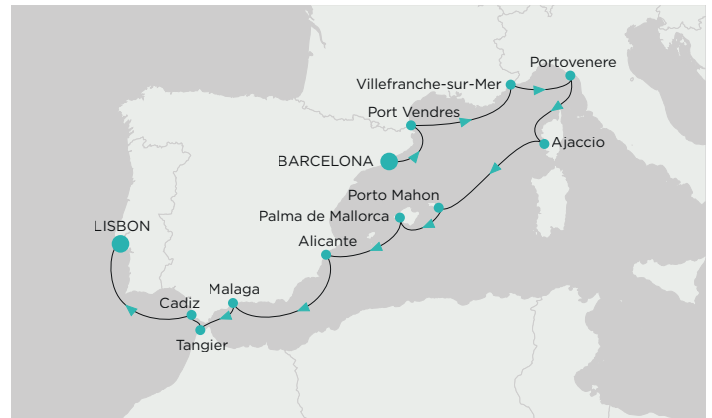 Portovenere
Villefranche-sur-Mer
Port Vendres
Ajaccio
BARCELONA
Porto Mahon
Palma de Mallorca
LISBON
Alicante
Malaga
Cadiz
Tangier